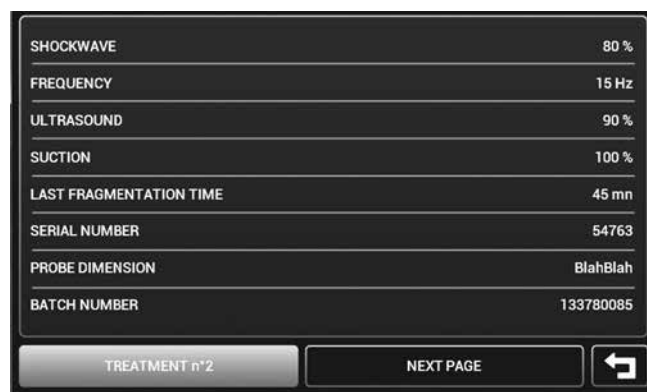 SHOCKWAVE 80 %
FREQUENCY 15 Hz
ULTRASOUND 90 %
SUCTION 100 %
LAST FRAGMENTATION TIME 45 mn
SERIAL NUMBER 54763
PROBE DIMENSION BlahBlah
BATCH NUMBER 133780085
TREATMENT n°2 NEXT PAGE